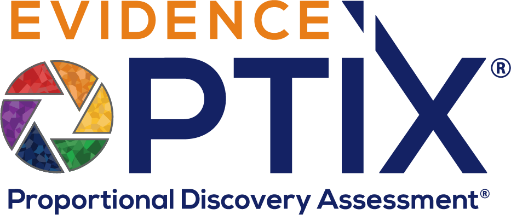 EVIDENCE
OPTIX®
Proportional Discovery Assessment®